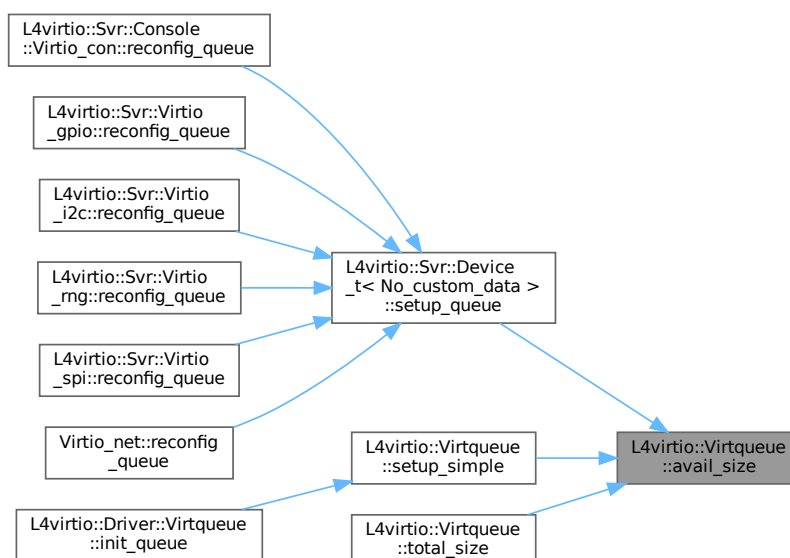 L4virtio::Svr::Console
::Virtio_con::reconfig_queue
L4virtio::Svr::Virtio
_gpio::reconfig_queue
L4virtio::Svr::Virtio
_i2c::reconfig_queue
L4virtio::Svr::Virtio
_rng::reconfig_queue
L4virtio::Svr::Virtio
_spi::reconfig_queue
Virtio_net::reconfig
_queue
L4virtio::Driver::Virtqueue
::init_queue
L4virtio::Svr::Device
_t< No_custom_data >
::setup_queue
L4virtio::Virtqueue
::setup_simple
L4virtio::Virtqueue
::total_size
L4virtio::Virtqueue
::avail_size